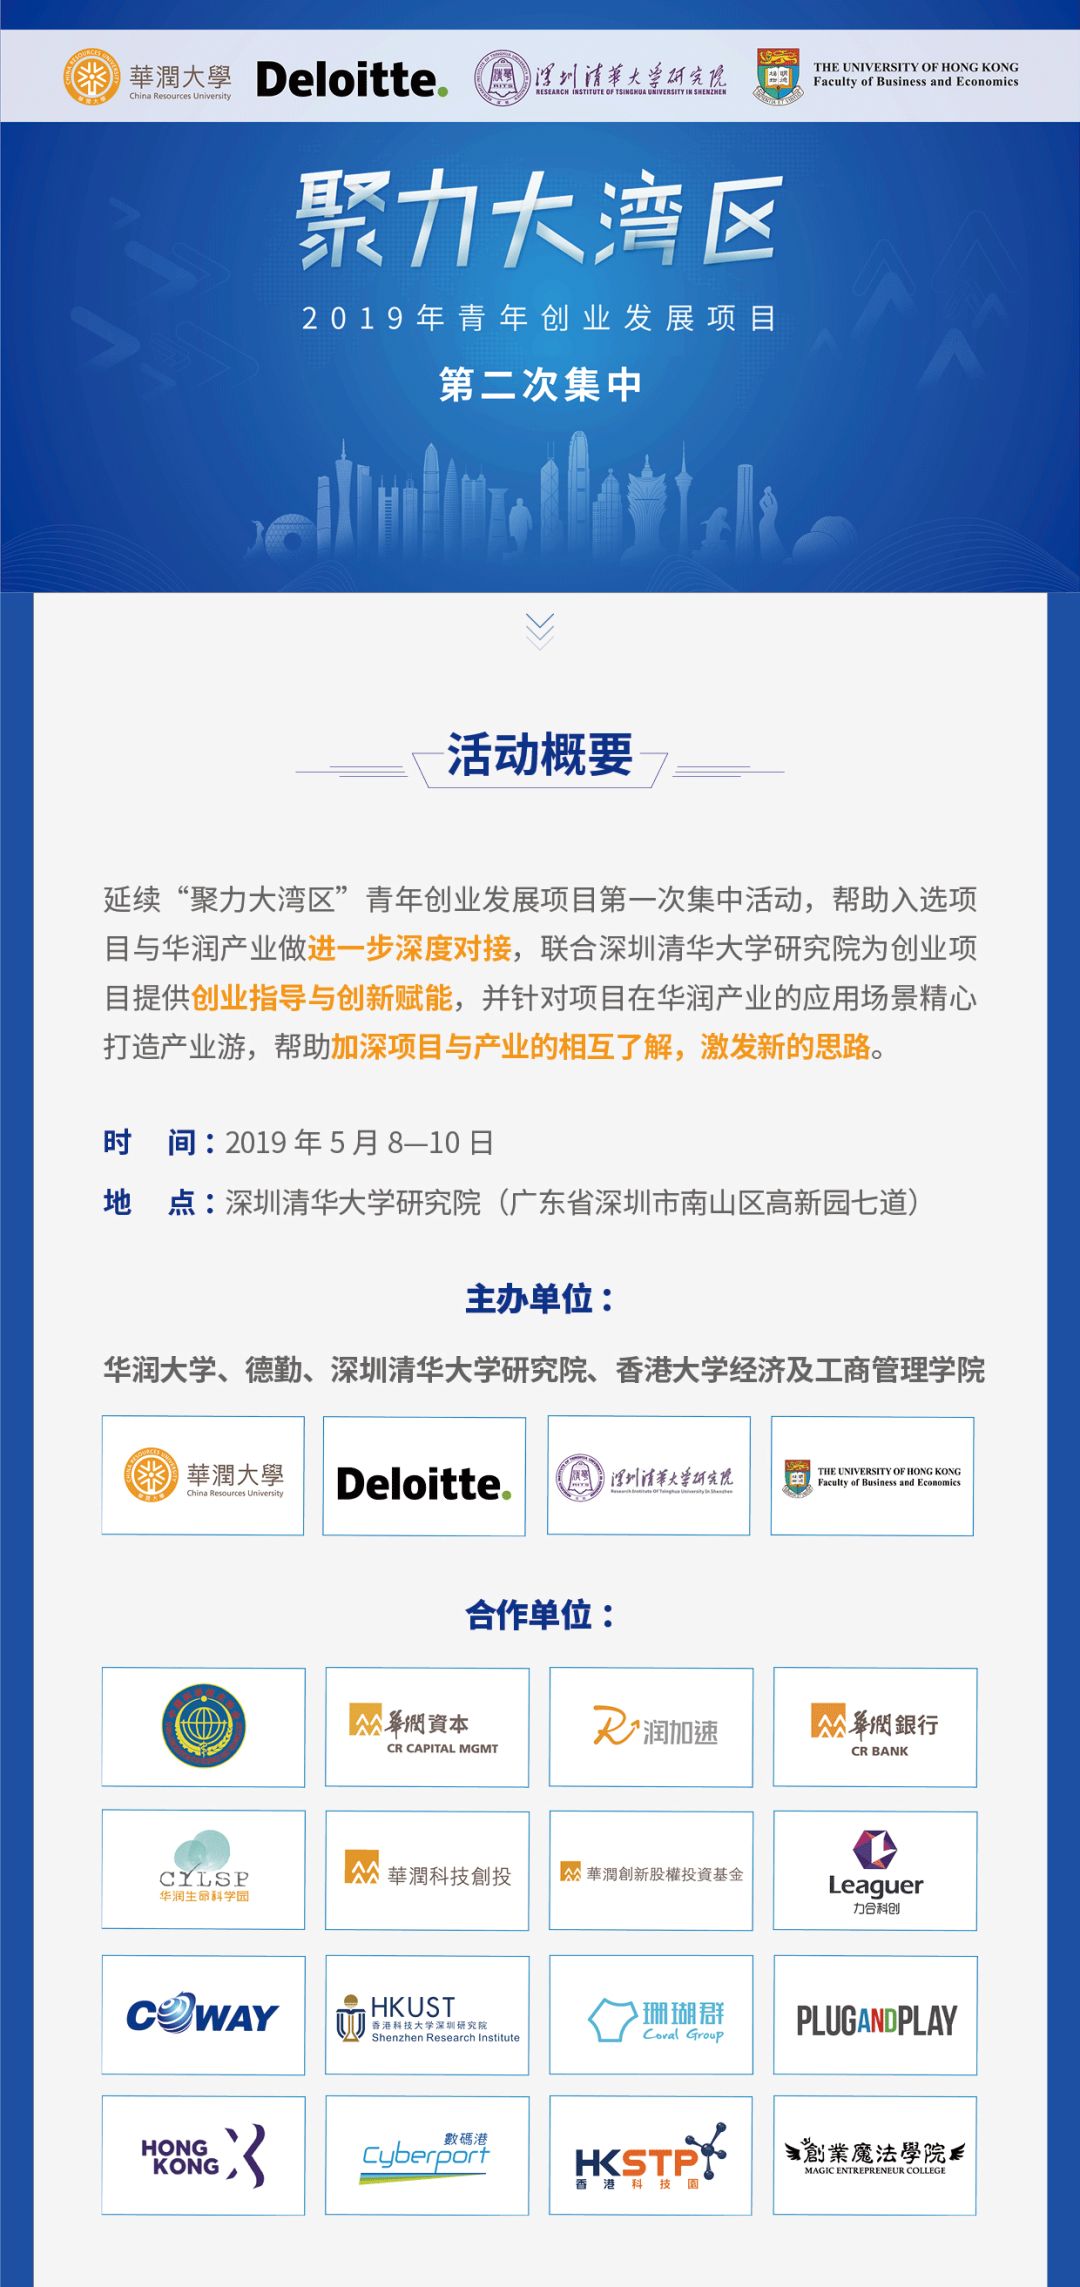 華潤大學
China Resources University
Deloitte.
深圳清華大学研究院
RESEARCH INSTITUTE OF TSINGHUA UNIVERSITY IN SHENZHEN
THE UNIVERSITY OF HONG KONG
Faculty of Business and Economics
聚力大湾区
2019年青年创业发展项目
第二次集中
活动概要
延续“聚力大湾区”青年创业发展项目第一次集中活动，帮助入选项
目与华润产业做进一步深度对接，联合深圳清华大学研究院为创业项
目提供创业指导与创新赋能，并针对项目在华润产业的应用场景精心
打造产业游，帮助加深项目与产业的相互了解，激发新的思路。
时 间：2019 年 5 月 8—10 日
地 点：深圳清华大学研究院（广东省深圳市南山区高新园七道）
主办单位：
华润大学、德勤、深圳清华大学研究院、香港大学经济及工商管理学院
華潤大學
China Resources University
Deloitte.
深圳清華大学研究院
Research Institute Of Tsinghua University In Shenzhen
THE UNIVERSITY OF HONG KONG
Faculty of Business and Economics
合作单位：
華潤資本
CR CAPITAL MGMT
润加速
華潤銀行
CR BANK
CYLSP
华润生命科学园
華潤科技創投
華潤創新股權投資基金
Leaguer
力合科创
COWAY
HKUST
香港科技大学深圳研究院
Shenzhen Research Institute
珊瑚群
Coral Group
PLUGANDPLAY
HONG
KONG
X
數碼港
Cyberport
HKSTP
香港科技園
創業魔法學院
MAGIC ENTREPRENEUR COLLEGE